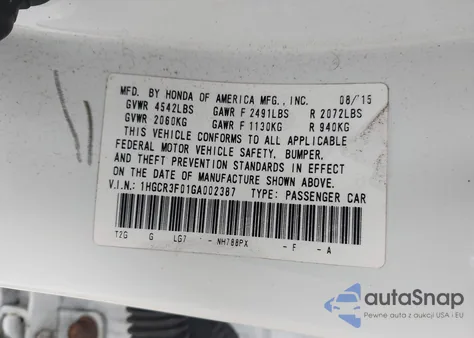 MFD. BY HONDA OF AMERICA MFG., INC. 08/15
GVWR 4542LBS GAWR F 2491LBS R 2072LBS
GVWR 2060KG GAWR F 1130KG R 940KG
THIS VEHICLE CONFORMS TO ALL APPLICABLE
FEDERAL MOTOR VEHICLE SAFETY, BUMPER,
AND THEFT PREVENTION STANDARDS IN EFFECT
ON THE DATE OF MANUFACTURE SHOWN ABOVE.
V.I.N.: 1HGCR3F01GA002387 TYPE: PASSENGER CAR
T2G G LG7 - NH788PX - F - A
autoSnap
Pewne auta z aukcji USA i EU